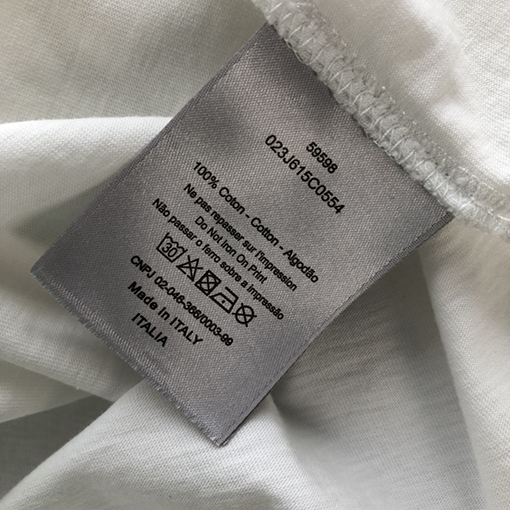 59598
023J615C0554
100% Coton - Cotton - Algodão
Ne pas repasser sur l'impression
Do Not Iron On Print
Não passar o ferro sobre a impressão
30
CNPJ 02-046-366/0003-99
Made in ITALY
ITALIA